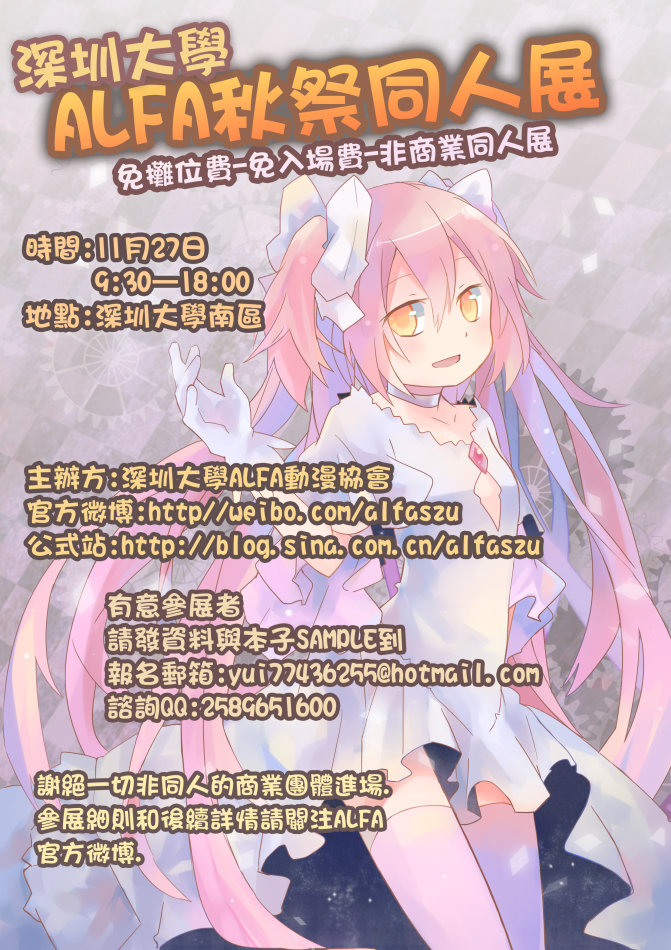 深圳大學
ALFA秋祭同人展
免攤位費-免入場費-非商業同人展
時間:11月27日
9:30—18:00
地點:深圳大學南區
主辦方:深圳大學ALFA動漫協會
官方微博:http//weibo.com/alfaszu
公式站:http://blog.sina.com.cn/alfaszu
有意參展者
請發資料與本子SAMPLE到
報名郵箱:yui77436255@hotmail.com
諮詢QQ:2589651600
謝絕一切非同人的商業團體進場.
參展細則和後續詳情請關注ALFA
官方微博.